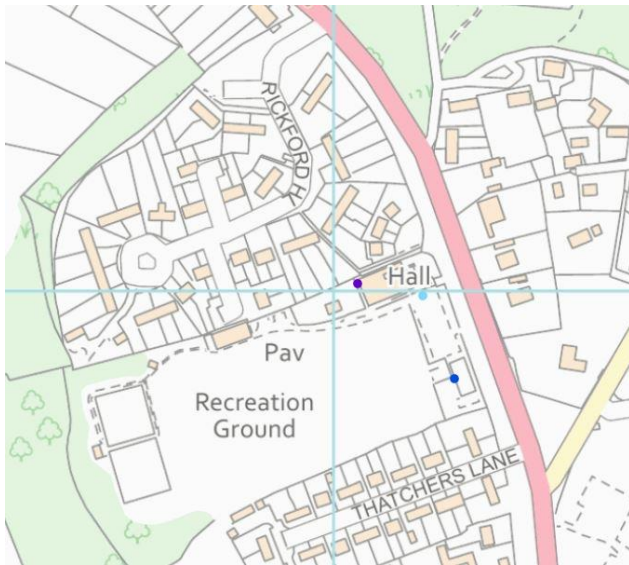 RICKFORD H
Hall
Pav
Recreation
Ground
THATCHERS LANE